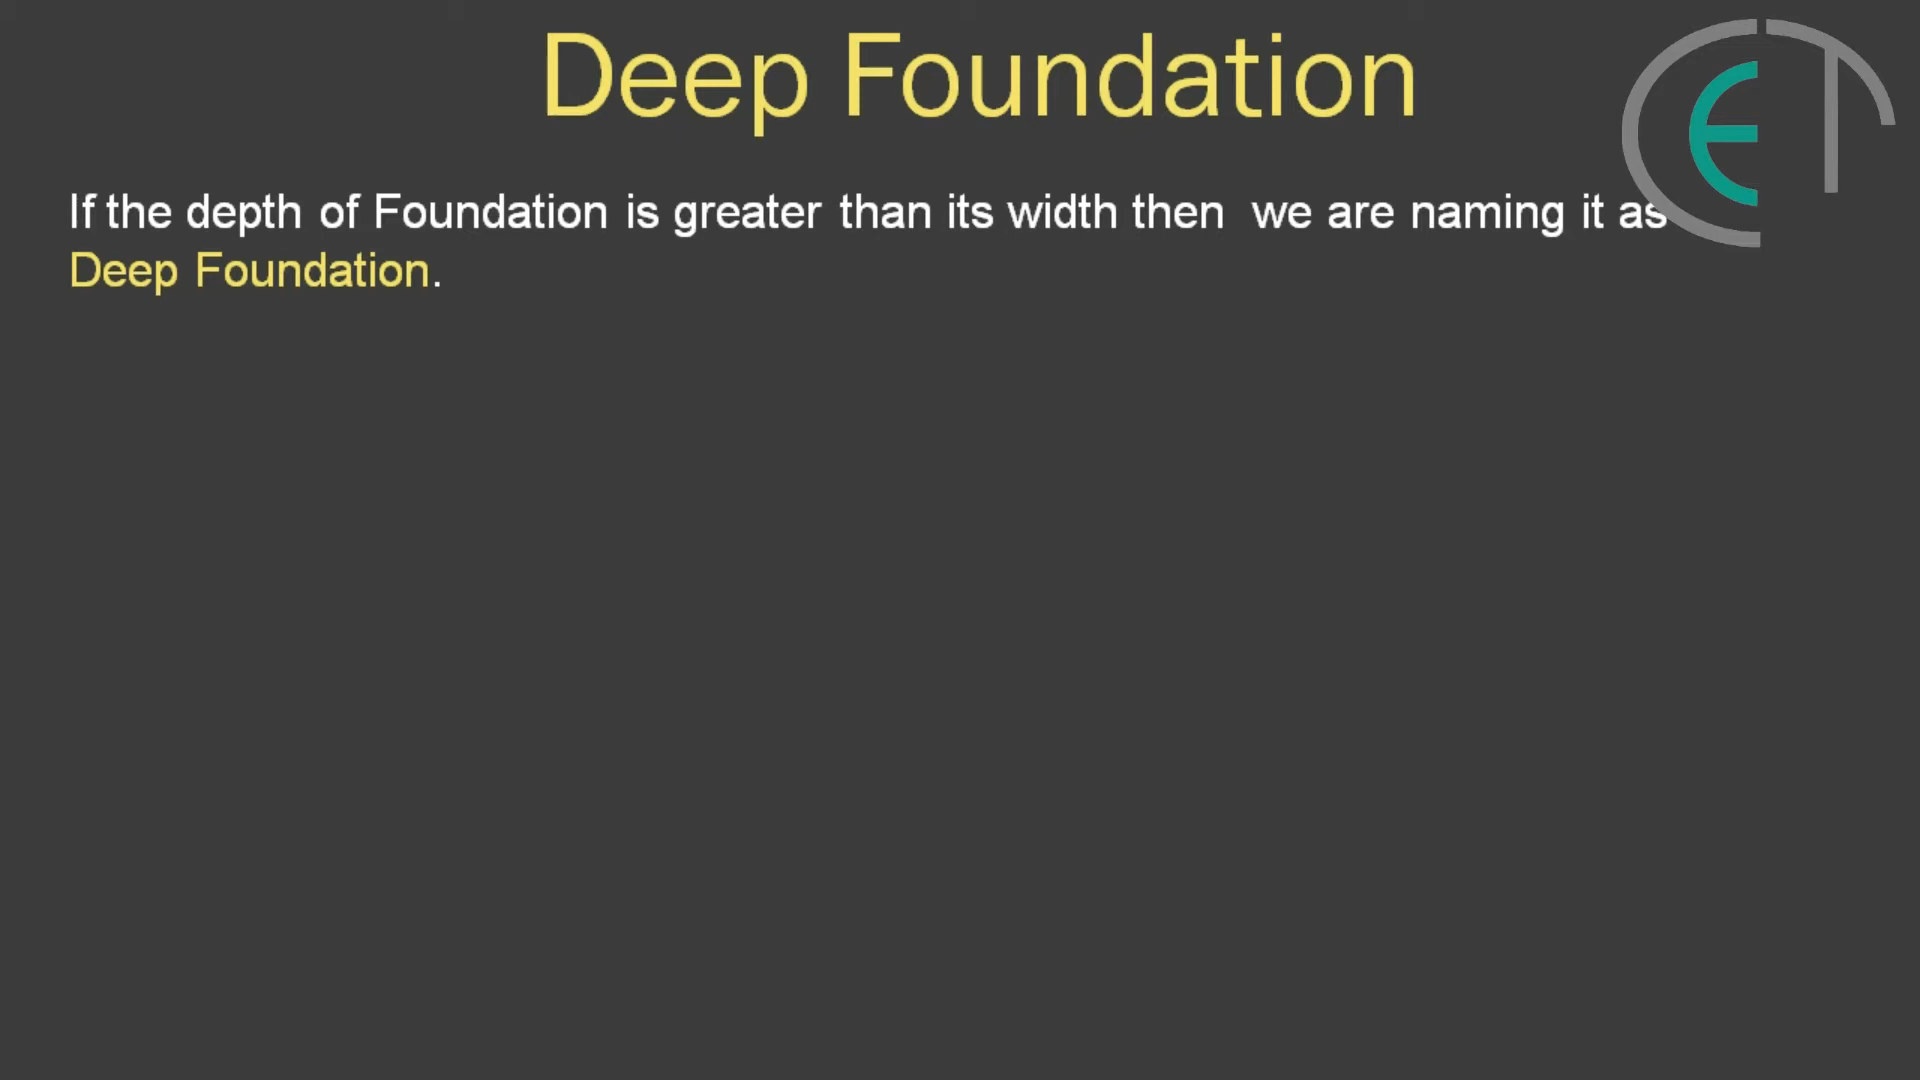 Deep Foundation
If the depth of Foundation is greater than its width then we are naming it as
Deep Foundation.
CET